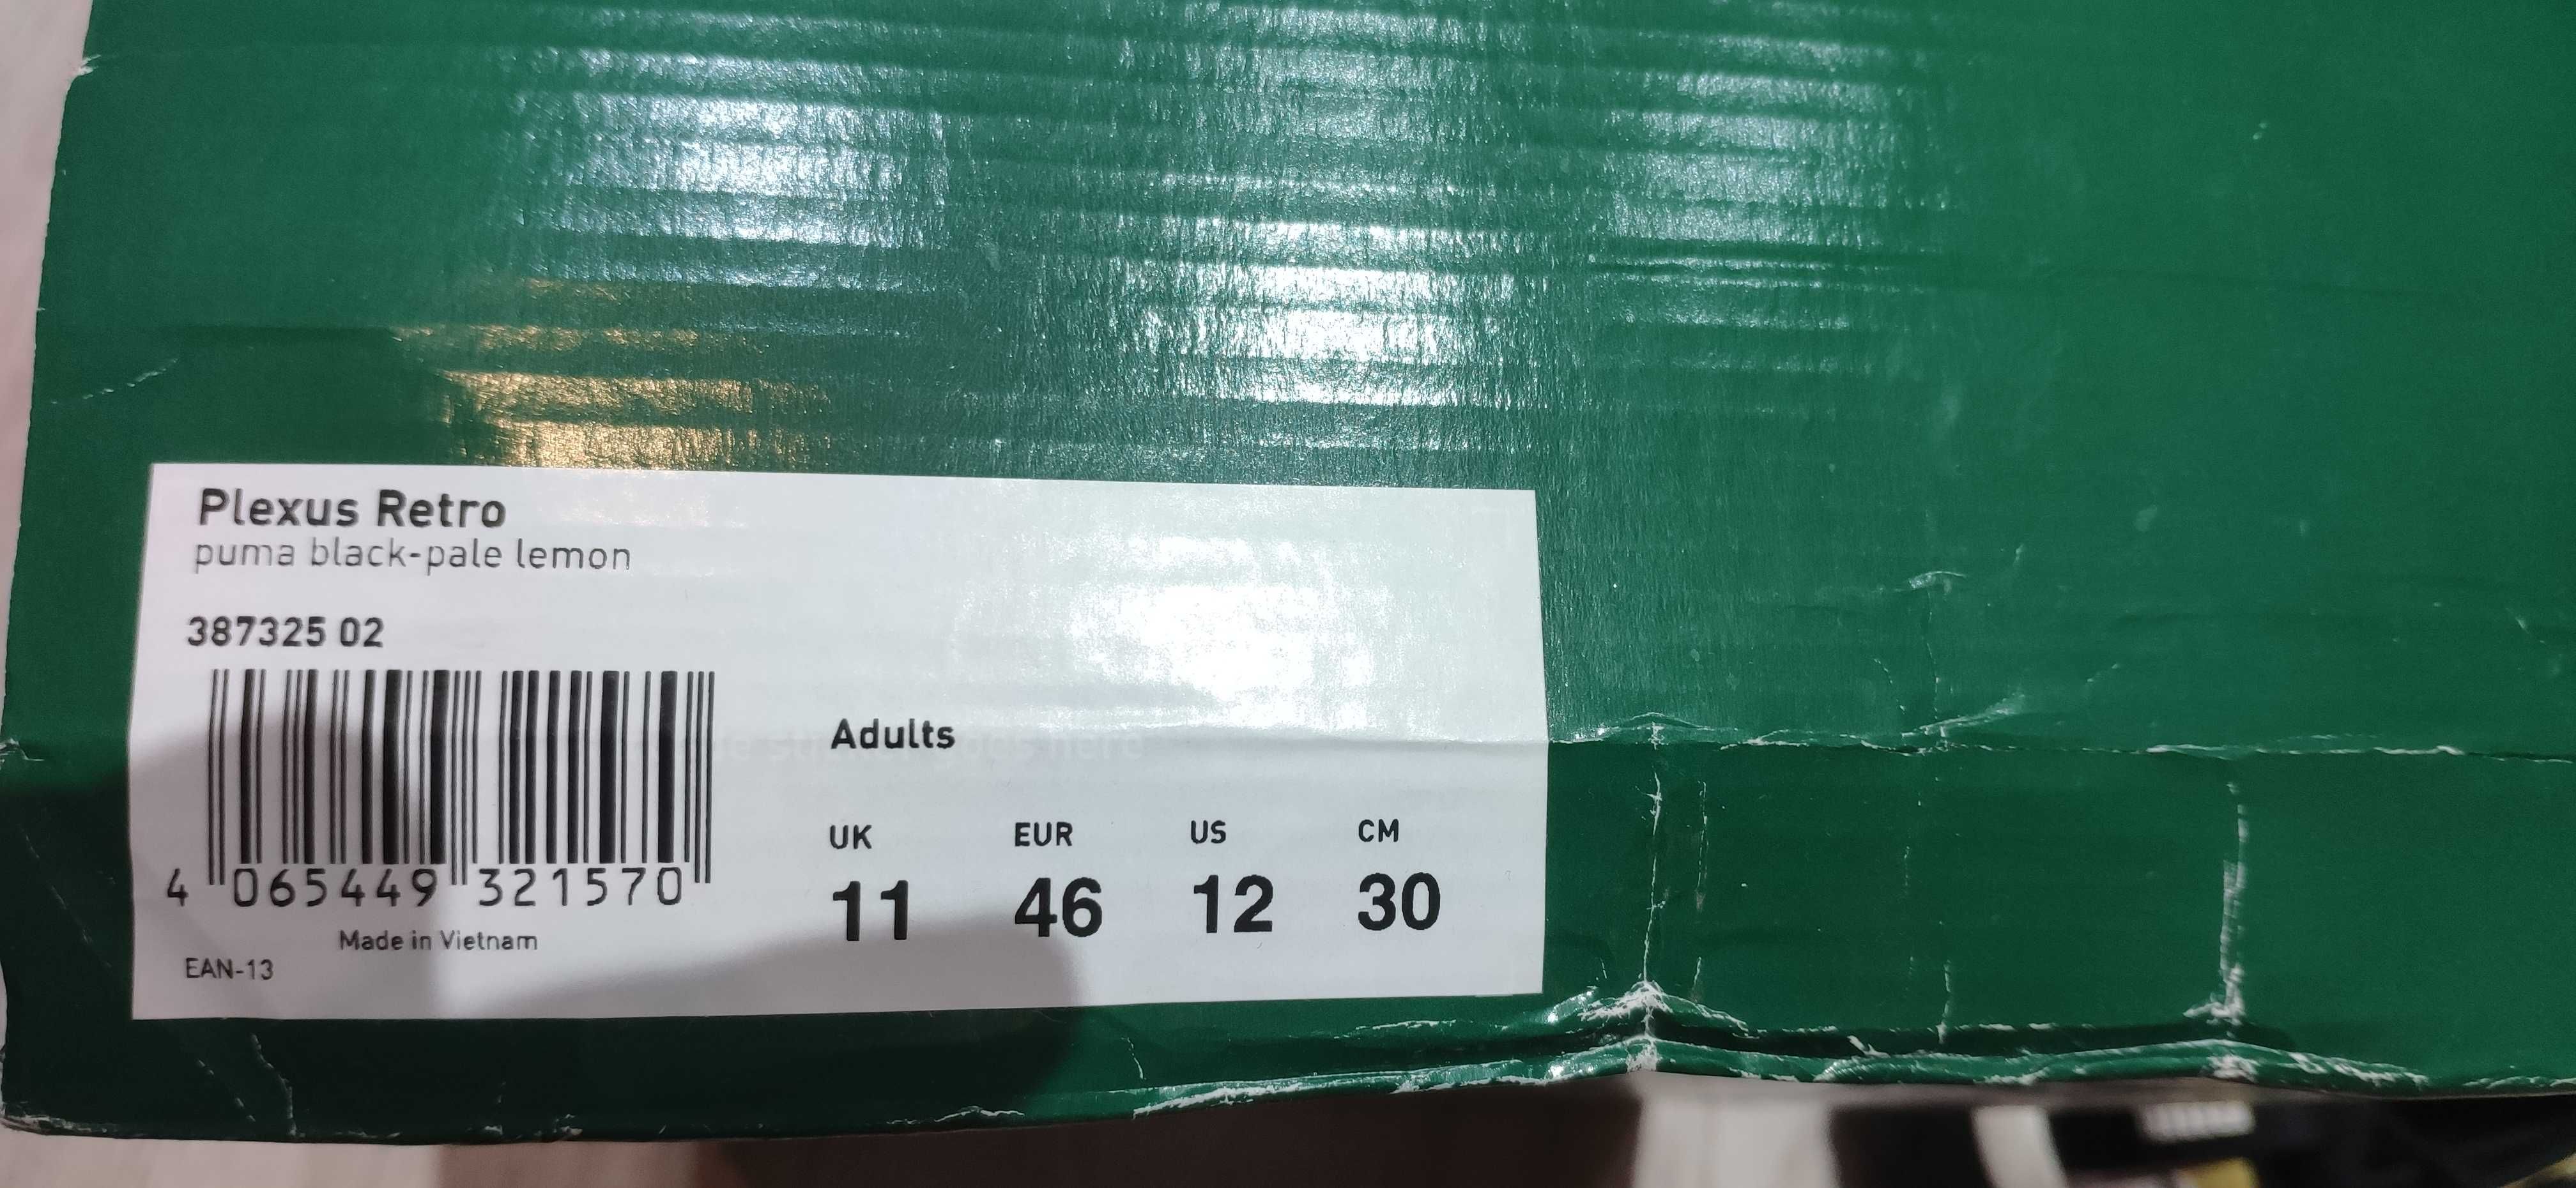 Plexus Retro
puma black-pale lemon
387325 02
Adults
UK EUR US CM
11 46 12 30
4 065449 321570
Made in Vietnam
EAN-13